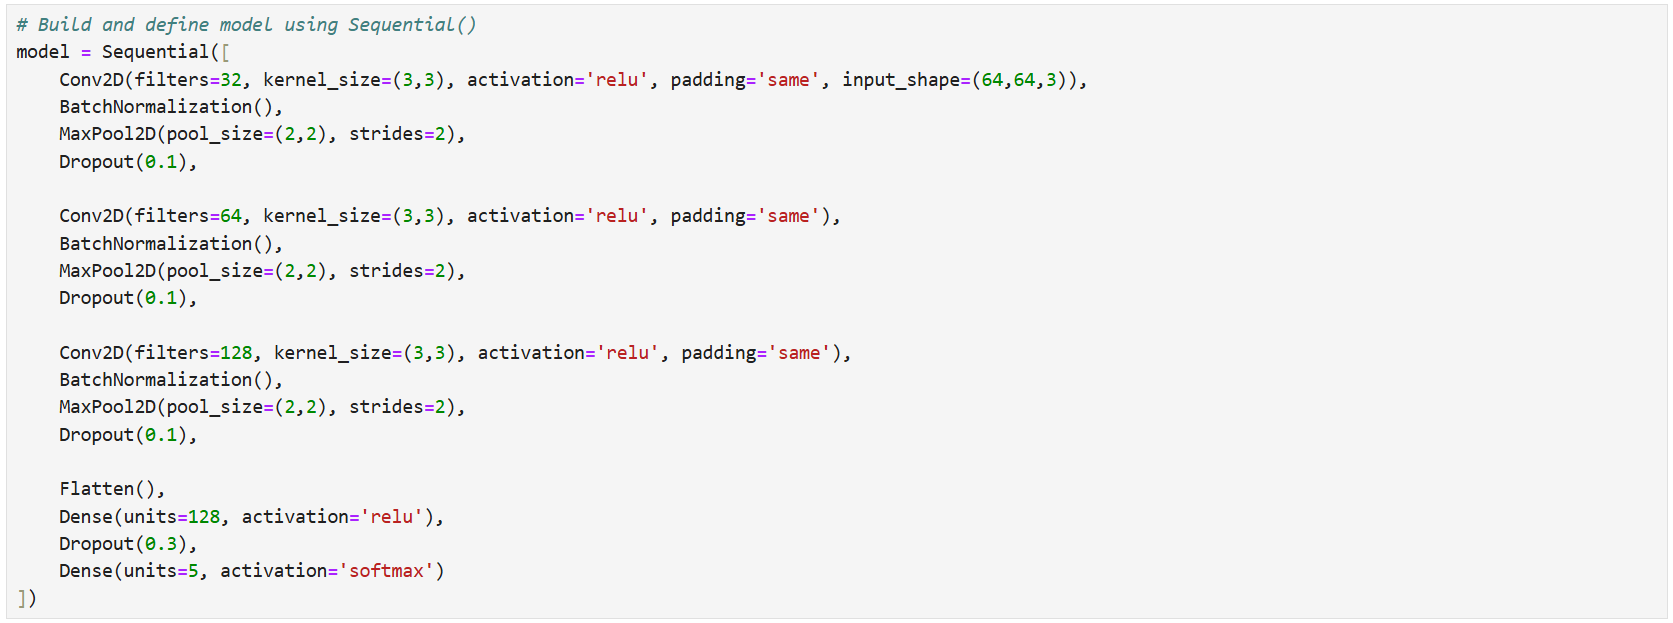 # Build and define model using Sequential()
model = Sequential([
    Conv2D(filters=32, kernel_size=(3,3), activation='relu', padding='same', input_shape=(64,64,3)),
    BatchNormalization(),
    MaxPool2D(pool_size=(2,2), strides=2),
    Dropout(0.1),

    Conv2D(filters=64, kernel_size=(3,3), activation='relu', padding='same'),
    BatchNormalization(),
    MaxPool2D(pool_size=(2,2), strides=2),
    Dropout(0.1),

    Conv2D(filters=128, kernel_size=(3,3), activation='relu', padding='same'),
    BatchNormalization(),
    MaxPool2D(pool_size=(2,2), strides=2),
    Dropout(0.1),

    Flatten(),
    Dense(units=128, activation='relu'),
    Dropout(0.3),
    Dense(units=5, activation='softmax')
])